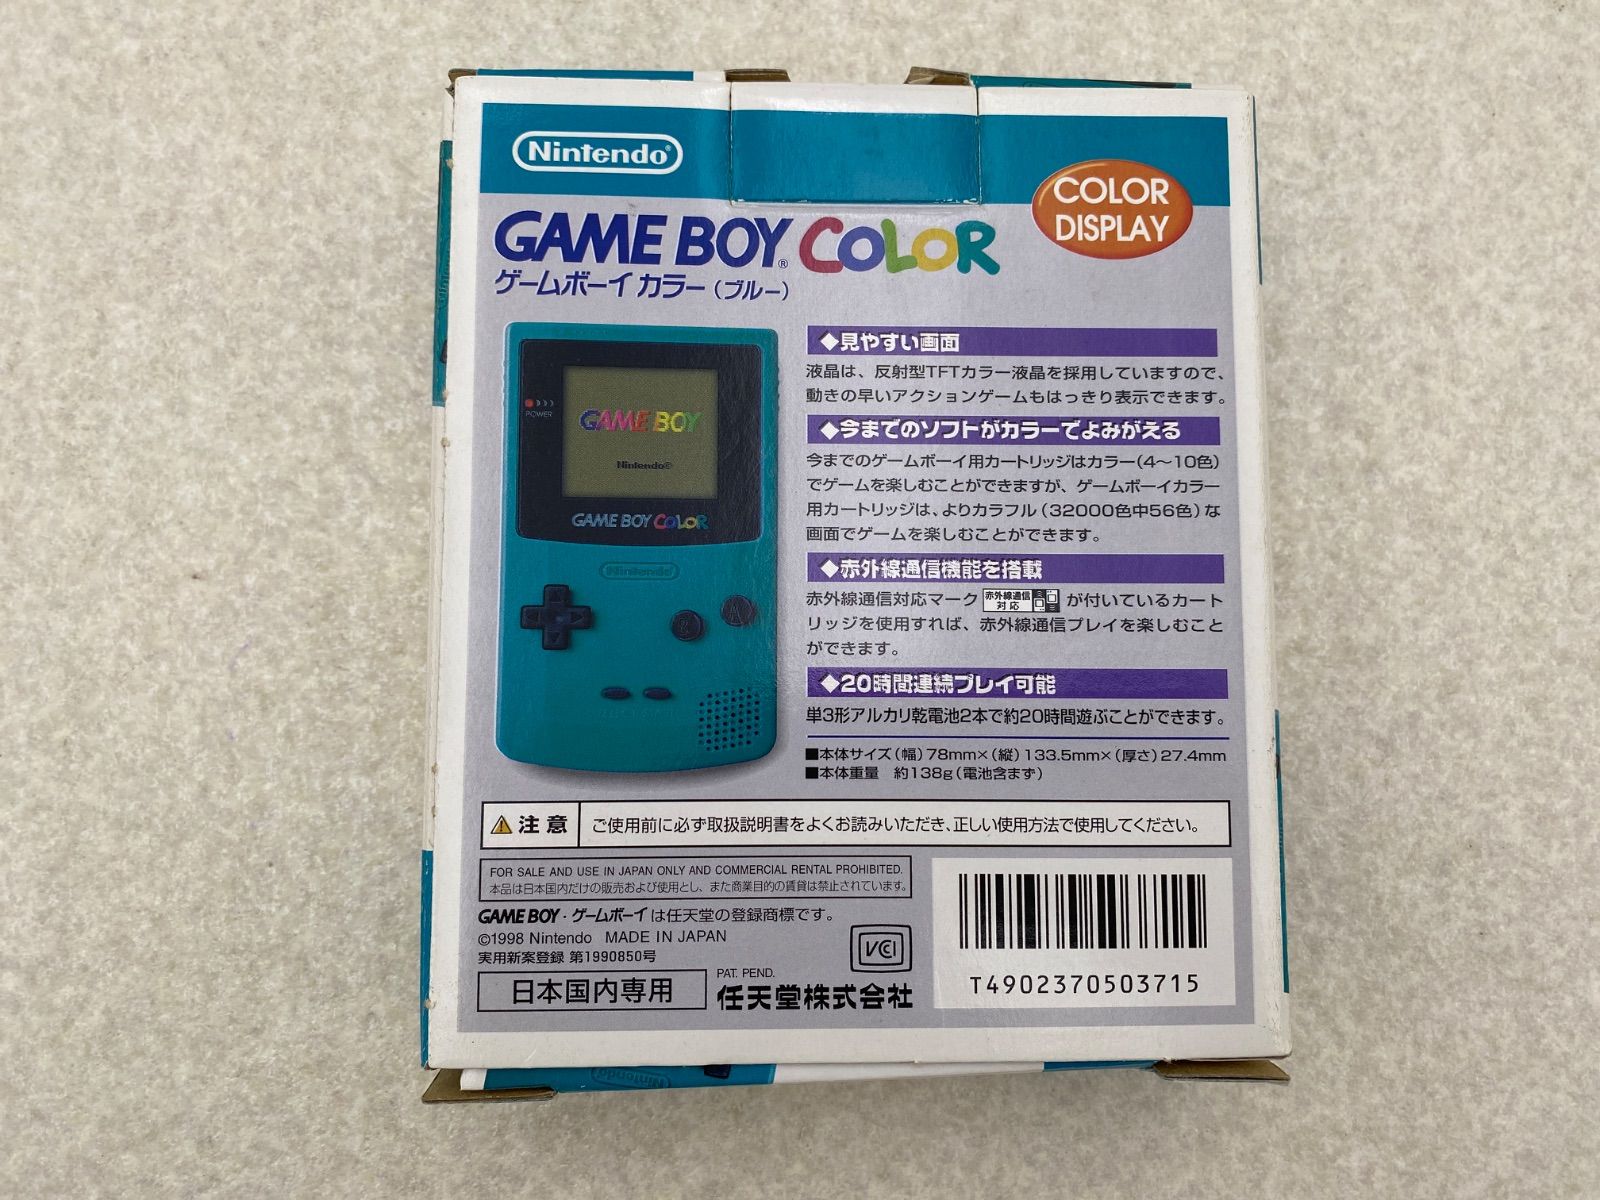 Nintendo®
COLOR
DISPLAY
GAME BOY® COLOR
ゲームボーイ カラー（ブルー）
POWER
GAME BOY
Nintendo®
GAME BOY COLOR
Nintendo
B
A
◆見やすい画面
液晶は、反射型TFTカラー液晶を採用していますので、
動きの早いアクションゲームもはっきり表示できます。
◆今までのソフトがカラーでよみがえる
今までのゲームボーイ用カートリッジはカラー（4〜10色）
でゲームを楽しむことができますが、ゲームボーイカラー
用カートリッジは、よりカラフル（32000色中56色）な
画面でゲームを楽しむことができます。
◆赤外線通信機能を搭載
赤外線通信対応マーク 赤外線通信対応 が付いているカート
リッジを使用すれば、赤外線通信プレイを楽しむこと
ができます。
◆20時間連続プレイ可能
単3形アルカリ乾電池2本で約20時間遊ぶことができます。
■本体サイズ（幅）78mm×（縦）133.5mm×（厚さ）27.4mm
■本体重量 約138g（電池含まず）
注意 ご使用前に必ず取扱説明書をよくお読みいただき、正しい使用方法で使用してください。
FOR SALE AND USE IN JAPAN ONLY AND COMMERCIAL RENTAL PROHIBITED.
本品は日本国内だけの販売および使用とし、また商業目的の賃貸は禁止されています。
GAME BOY・ゲームボーイは任天堂の登録商標です。
©1998 Nintendo MADE IN JAPAN
実用新案登録 第1990850号
VCI
日本国内専用
PAT. PEND.
任天堂株式会社
T4902370503715
Nintendo